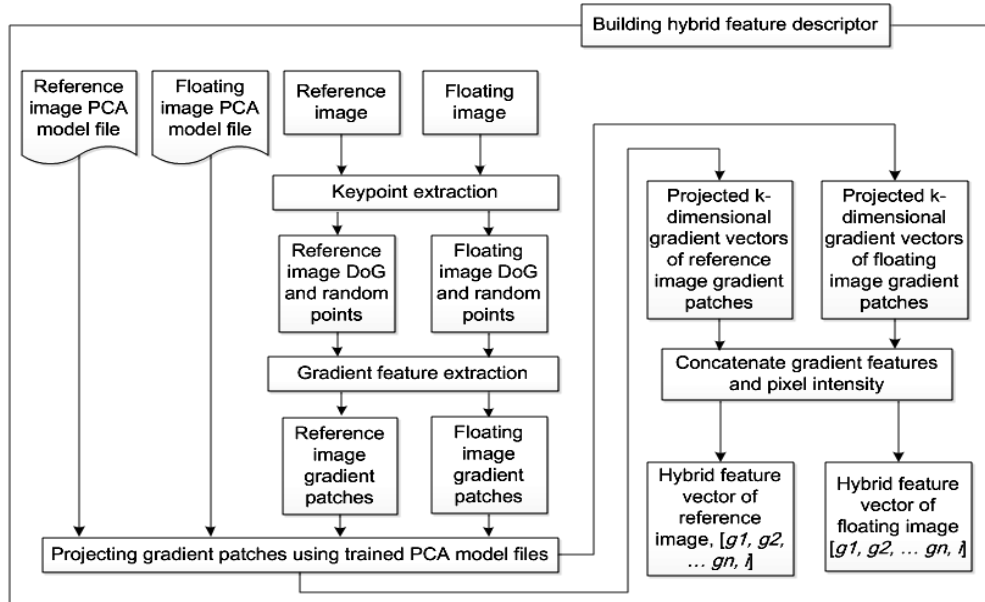 Building hybrid feature descriptor
Reference
image PCA
model file
Floating
image PCA
model file
Reference
image
Floating
image
Keypoint extraction
Reference
image DoG
and random
points
Floating
image DoG
and random
points
Gradient feature extraction
Reference
image
gradient
patches
Floating
image
gradient
patches
Projecting gradient patches using trained PCA model files
Projected k-
dimensional
gradient vectors
of reference
image gradient
patches
Projected k-
dimensional
gradient vectors
of floating
image gradient
patches
Concatenate gradient features
and pixel intensity
Hybrid feature
vector of
reference
image, [g1, g2,
... gn, i]
Hybrid feature
vector of
floating image
[g1, g2, ... gn, i]